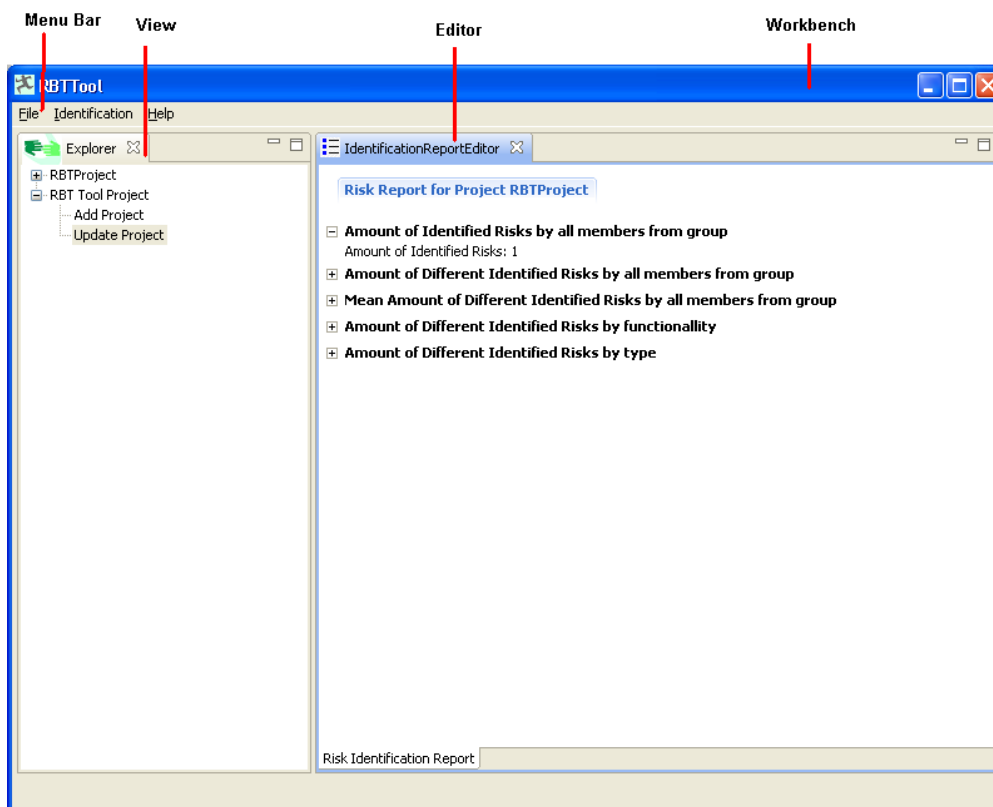 Menu Bar
View
Editor
Workbench
RBTTool
File Identification Help
Explorer
RBTProject
RBT Tool Project
Add Project
Update Project
IdentificationReportEditor
Risk Report for Project RBTProject
Amount of Identified Risks by all members from group
Amount of Identified Risks: 1
Amount of Different Identified Risks by all members from group
Mean Amount of Different Identified Risks by all members from group
Amount of Different Identified Risks by functionallity
Amount of Different Identified Risks by type
Risk Identification Report